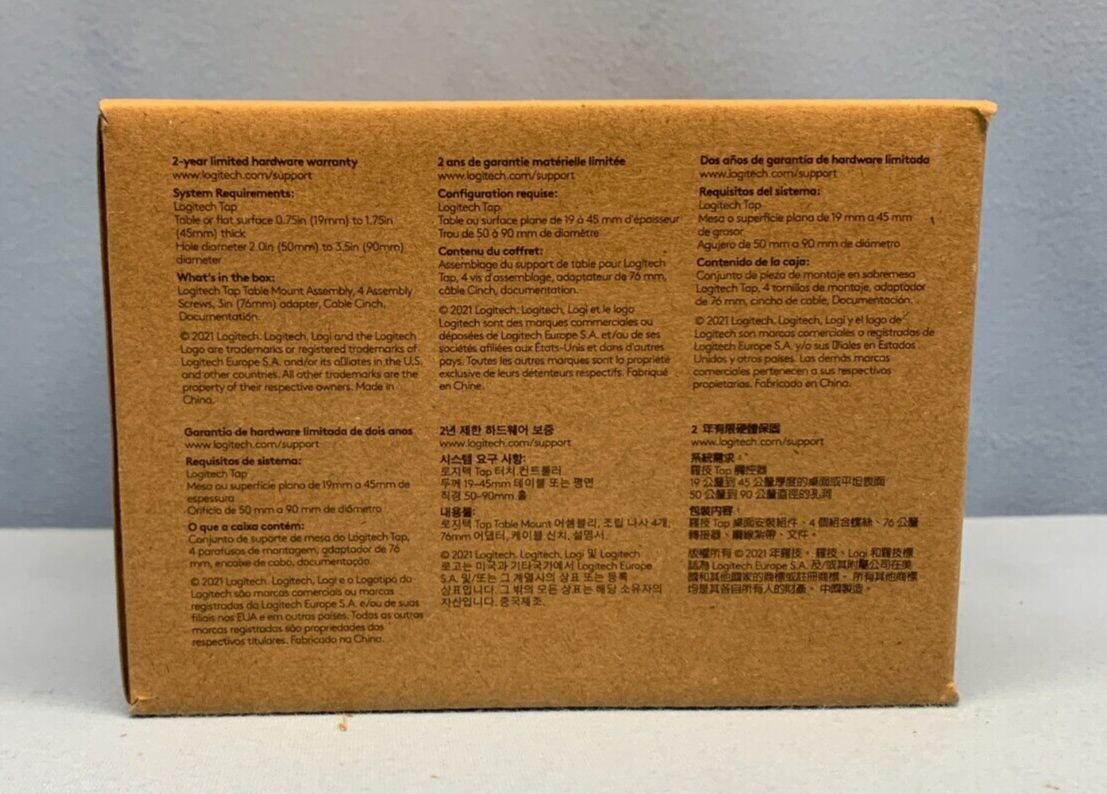 2-year limited hardware warranty
www.logitech.com/support
System Requirements:
Logitech Tap
Table or flat surface 0.75in (19mm) to 1.75in
(45mm) thick
Hole diameter 2.0in (50mm) to 3.5in (90mm)
diameter
What's in the box:
Logitech Tap Table Mount Assembly, 4 Assembly
Screws, 3in (76mm) adapter, Cable Cinch,
Documentation.
© 2021 Logitech. Logitech, Logi and the Logitech
Logo are trademarks or registered trademarks of
Logitech Europe S.A. and/or its affiliates in the U.S.
and other countries. All other trademarks are the
property of their respective owners. Made in
China.
2 ans de garantie matérielle limitée
www.logitech.com/support
Configuration requise:
Logitech Tap
Table ou surface plane de 19 à 45 mm d'épaisseur
Trou de 50 à 90 mm de diamètre
Contenu du coffret:
Assemblage du support de table pour Logitech
Tap, 4 vis d'assemblage, adaptateur de 76 mm,
câble Cinch, documentation.
© 2021 Logitech. Logitech, Logi et le logo
Logitech sont des marques commerciales ou
déposées de Logitech Europe S.A. et/ou de ses
sociétés affiliées aux États-Unis et dans d'autres
pays. Toutes les autres marques sont la propriété
exclusive de leurs détenteurs respectifs. Fabriqué
en Chine.
Dos años de garantía de hardware limitada
www.logitech.com/support
Requisitos del sistema:
Logitech Tap
Mesa o superficie plana de 19 mm a 45 mm
de grosor
Agujero de 50 mm a 90 mm de diámetro
Contenido de la caja:
Conjunto de pieza de montaje en sobremesa
Logitech Tap, 4 tornillos de montaje, adaptador
de 76 mm, cincha de cable, Documentación.
© 2021 Logitech. Logitech, Logi y el logo de
Logitech son marcas comerciales o registradas de
Logitech Europe S.A. y/o sus filiales en Estados
Unidos y otros países. Las demás marcas
comerciales pertenecen a sus respectivos
propietarios. Fabricado en China.
Garantia de hardware limitada de dois anos
www.logitech.com/support
Requisitos de sistema:
Logitech Tap
Mesa ou superfície plana de 19mm a 45mm de
espessura
Orifício de 50 mm a 90 mm de diâmetro
O que a caixa contém:
Conjunto de suporte de mesa do Logitech Tap,
4 parafusos de montagem, adaptador de 76
mm, encaixe de cabo, documentação.
© 2021 Logitech. Logitech, Logi e o Logotipo da
Logitech são marcas comerciais ou marcas
registradas da Logitech Europe S.A. e/ou de suas
filiais nos EUA e em outros países. Todas as outras
marcas registradas são propriedades dos
respectivos titulares. Fabricado na China.
2년 제한 하드웨어 보증
www.logitech.com/support
시스템 요구 사항:
로지텍 Tap 터치 컨트롤러
두께 19-45mm 테이블 또는 평면
직경 50-90mm 홀
내용물:
로지텍 Tap Table Mount 어셈블리, 조립 나사 4개,
76mm 어댑터, 케이블 신치, 설명서.
© 2021 Logitech. Logitech, Logi 및 Logitech
로고는 미국과 기타국가에서 Logitech Europe
S.A. 및/또는 그 계열사의 상표 또는 등록
상표입니다. 그 밖의 모든 상표는 해당 소유자의
자산입니다. 중국제조.
2 年有限硬體保固
www.logitech.com/support
系統需求：
羅技 Tap 觸控器
19 公釐到 45 公釐厚度的桌面或平坦表面
50 公釐到 90 公釐直徑的孔洞
包裝內容：
羅技 Tap 桌面安裝組件、4 個組合螺絲、76 公釐
轉接器、纜線紮帶、文件。
版權所有 © 2021 年羅技。 羅技、Logi 和羅技標
誌為 Logitech Europe S.A. 及/或其附屬公司在美
國和其他國家的商標或註冊商標。 所有其他商標
均是其各自所有人的財產。 中國製造。